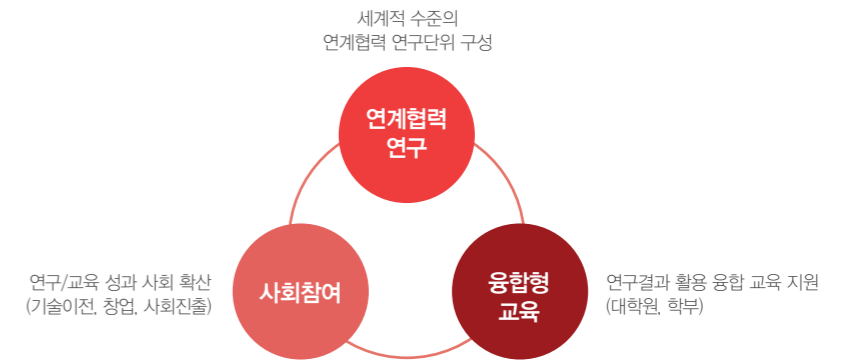 세계적 수준의
연계협력 연구단위 구성
연계협력
연구
연구/교육 성과 사회 확산
(기술이전, 창업, 사회진출)
사회참여
융합형
교육
연구결과 활용 융합 교육 지원
(대학원, 학부)